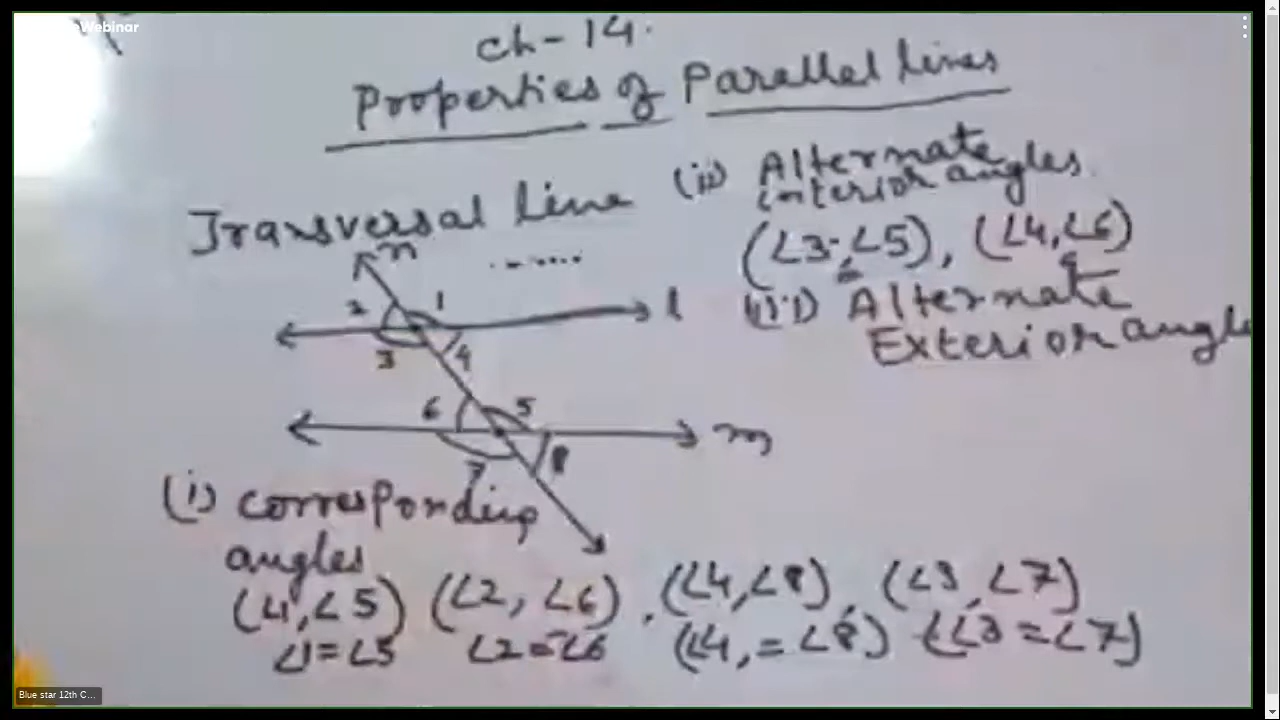 Webinar
Ch-14.
Properties of Parallel lines
Transversal line
n
.......
2 1
l
3 4
6 5
m
7 8
(i) corresponding
angles
(∠1,∠5) (∠2, ∠6), (∠4,∠8), (∠3,∠7)
∠1=∠5 ∠2=∠6 (∠4,=∠8) (∠3=∠7)
(ii) Alternate
interior angles.
(∠3,∠5), (∠4,∠6)
(iii) Alternate
Exterior angle
Blue star 12th C...